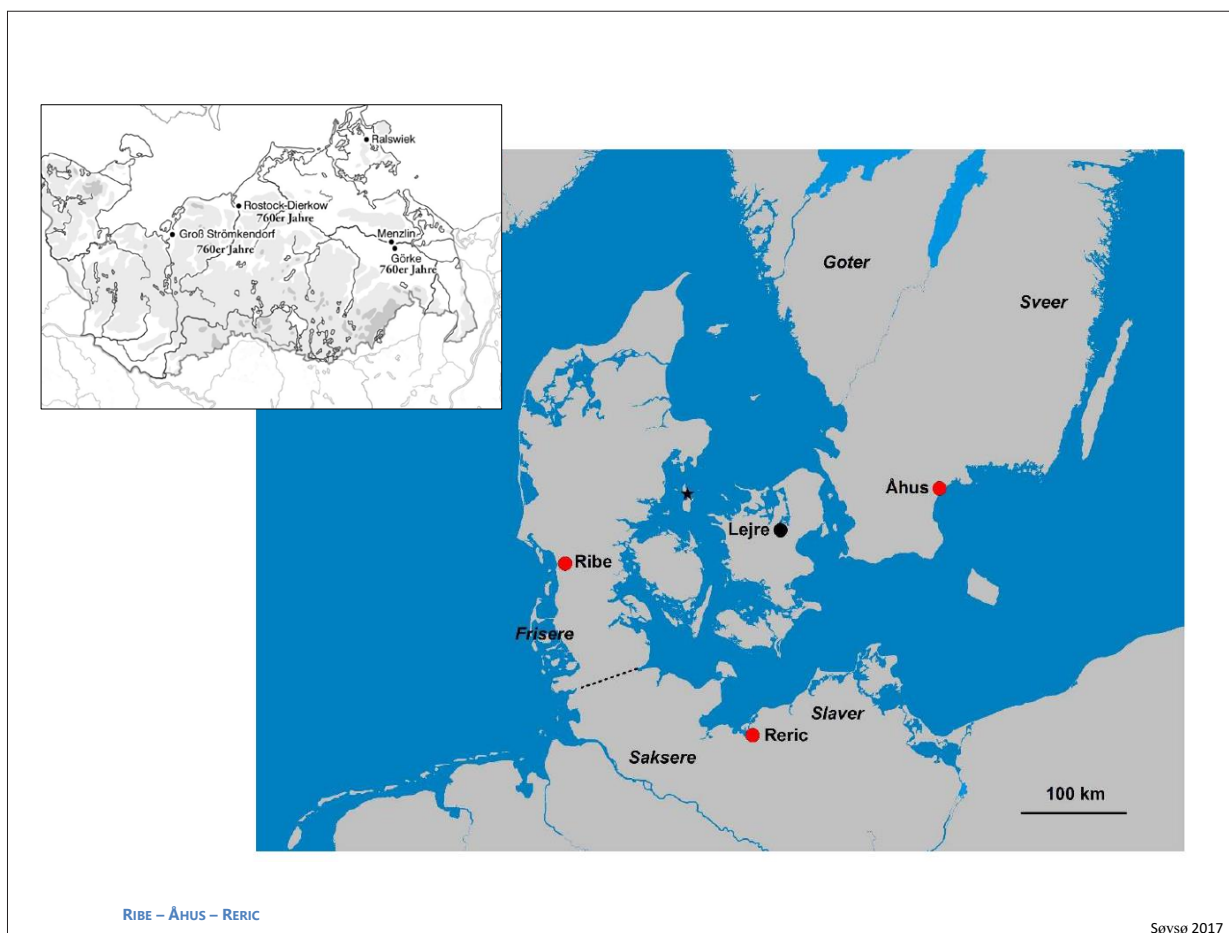 Ralswiek
Rostock-Dierkow
760er Jahre
Groß Strömkendorf
760er Jahre
Menzlin
Görke
760er Jahre
Goter
Sveer
Åhus
Lejre
Ribe
Frisere
Slaver
Reric
Saksere
100 km
RIBE – ÅHUS – RERIC
Søvsø 2017